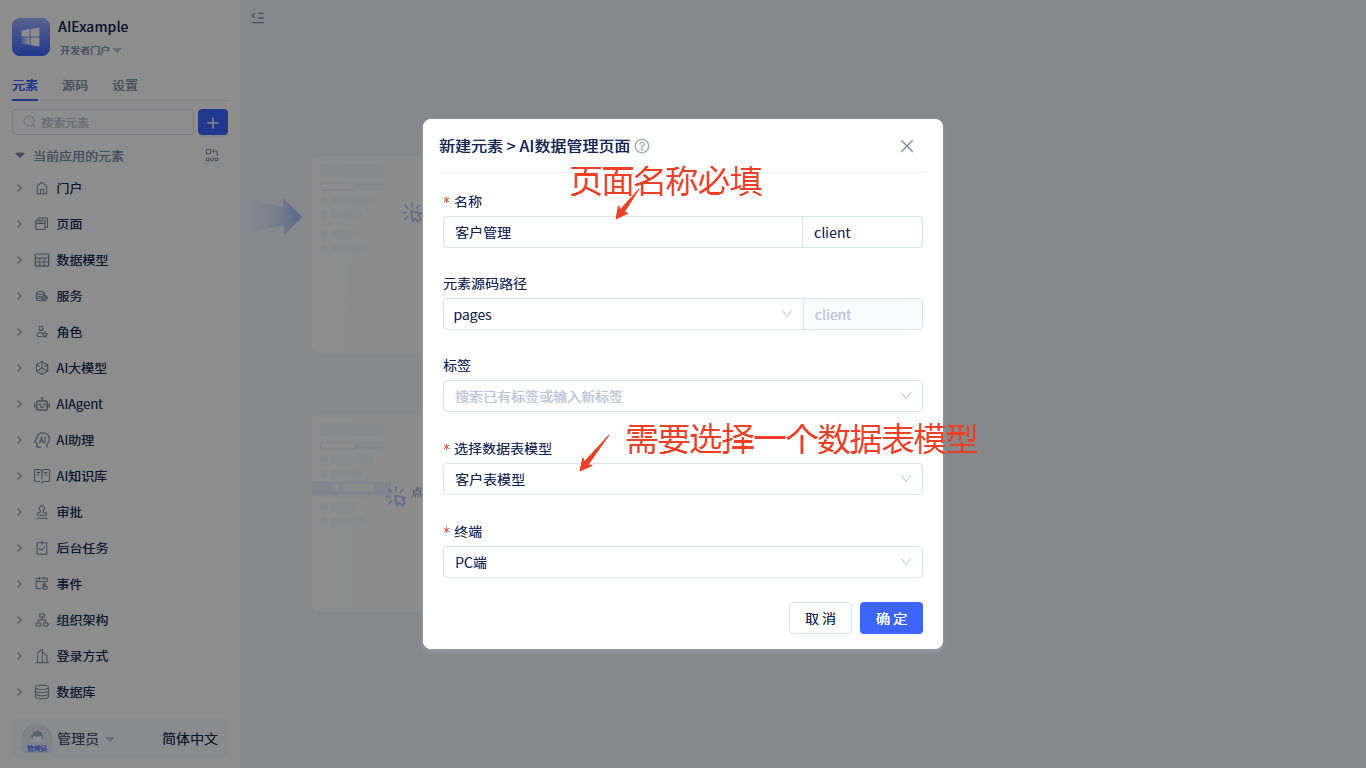 AIExample
开发者门户
元素 源码 设置
搜索元素
当前应用的元素
门户
页面
数据模型
服务
角色
AI大模型
AIAgent
AI助理
AI知识库
审批
后台任务
事件
组织架构
登录方式
数据库
管理员
管理员 简体中文
点
新建元素 > AI数据管理页面
页面名称必填
* 名称
客户管理 client
元素源码路径
pages client
标签
搜索已有标签或输入新标签
需要选择一个数据表模型
* 选择数据表模型
客户表模型
* 终端
PC端
取消 确定